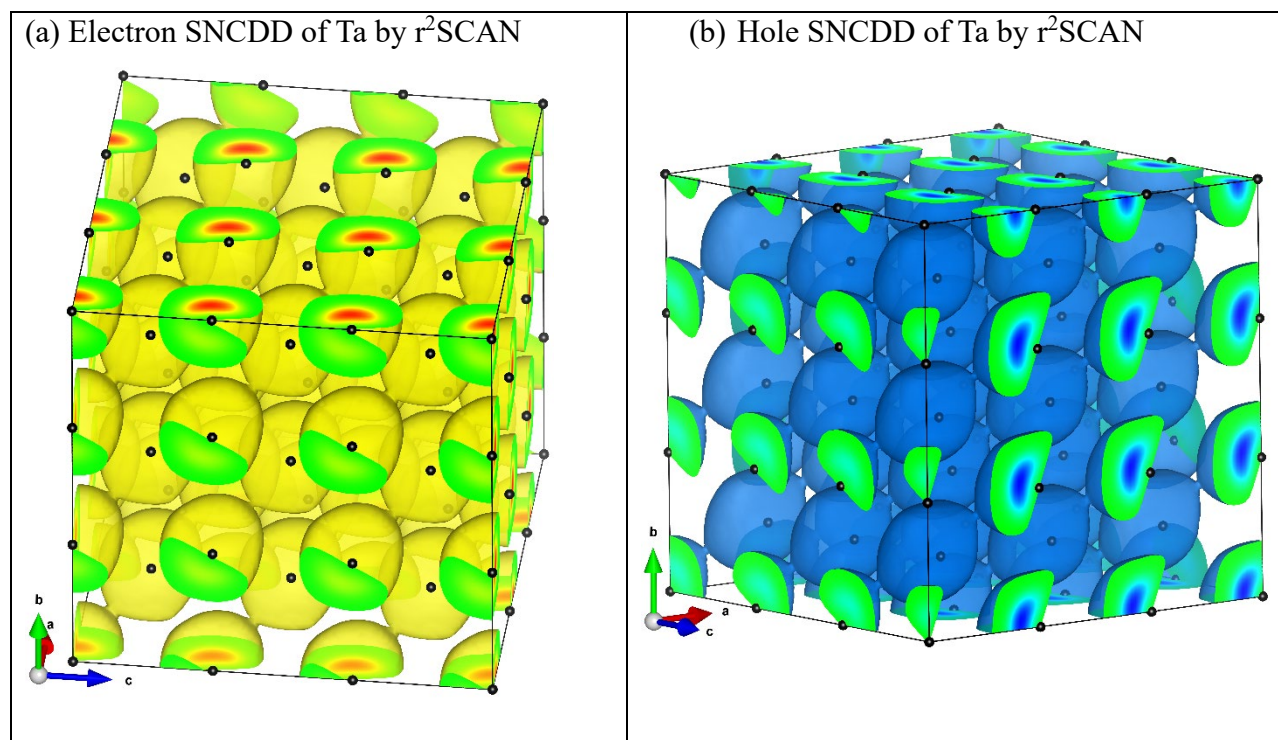 (a) Electron SNCDD of Ta by r²SCAN
(b) Hole SNCDD of Ta by r²SCAN
b
a
c
b
a
c